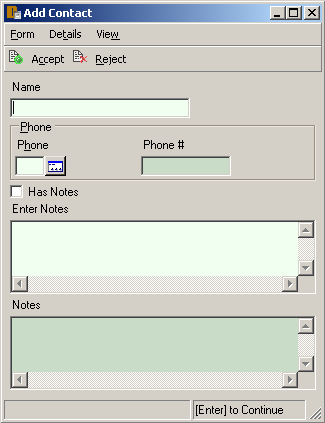 Add Contact
Form Details View
Accept Reject
Name
Phone
Phone Phone #
Has Notes
Enter Notes
Notes
[Enter] to Continue